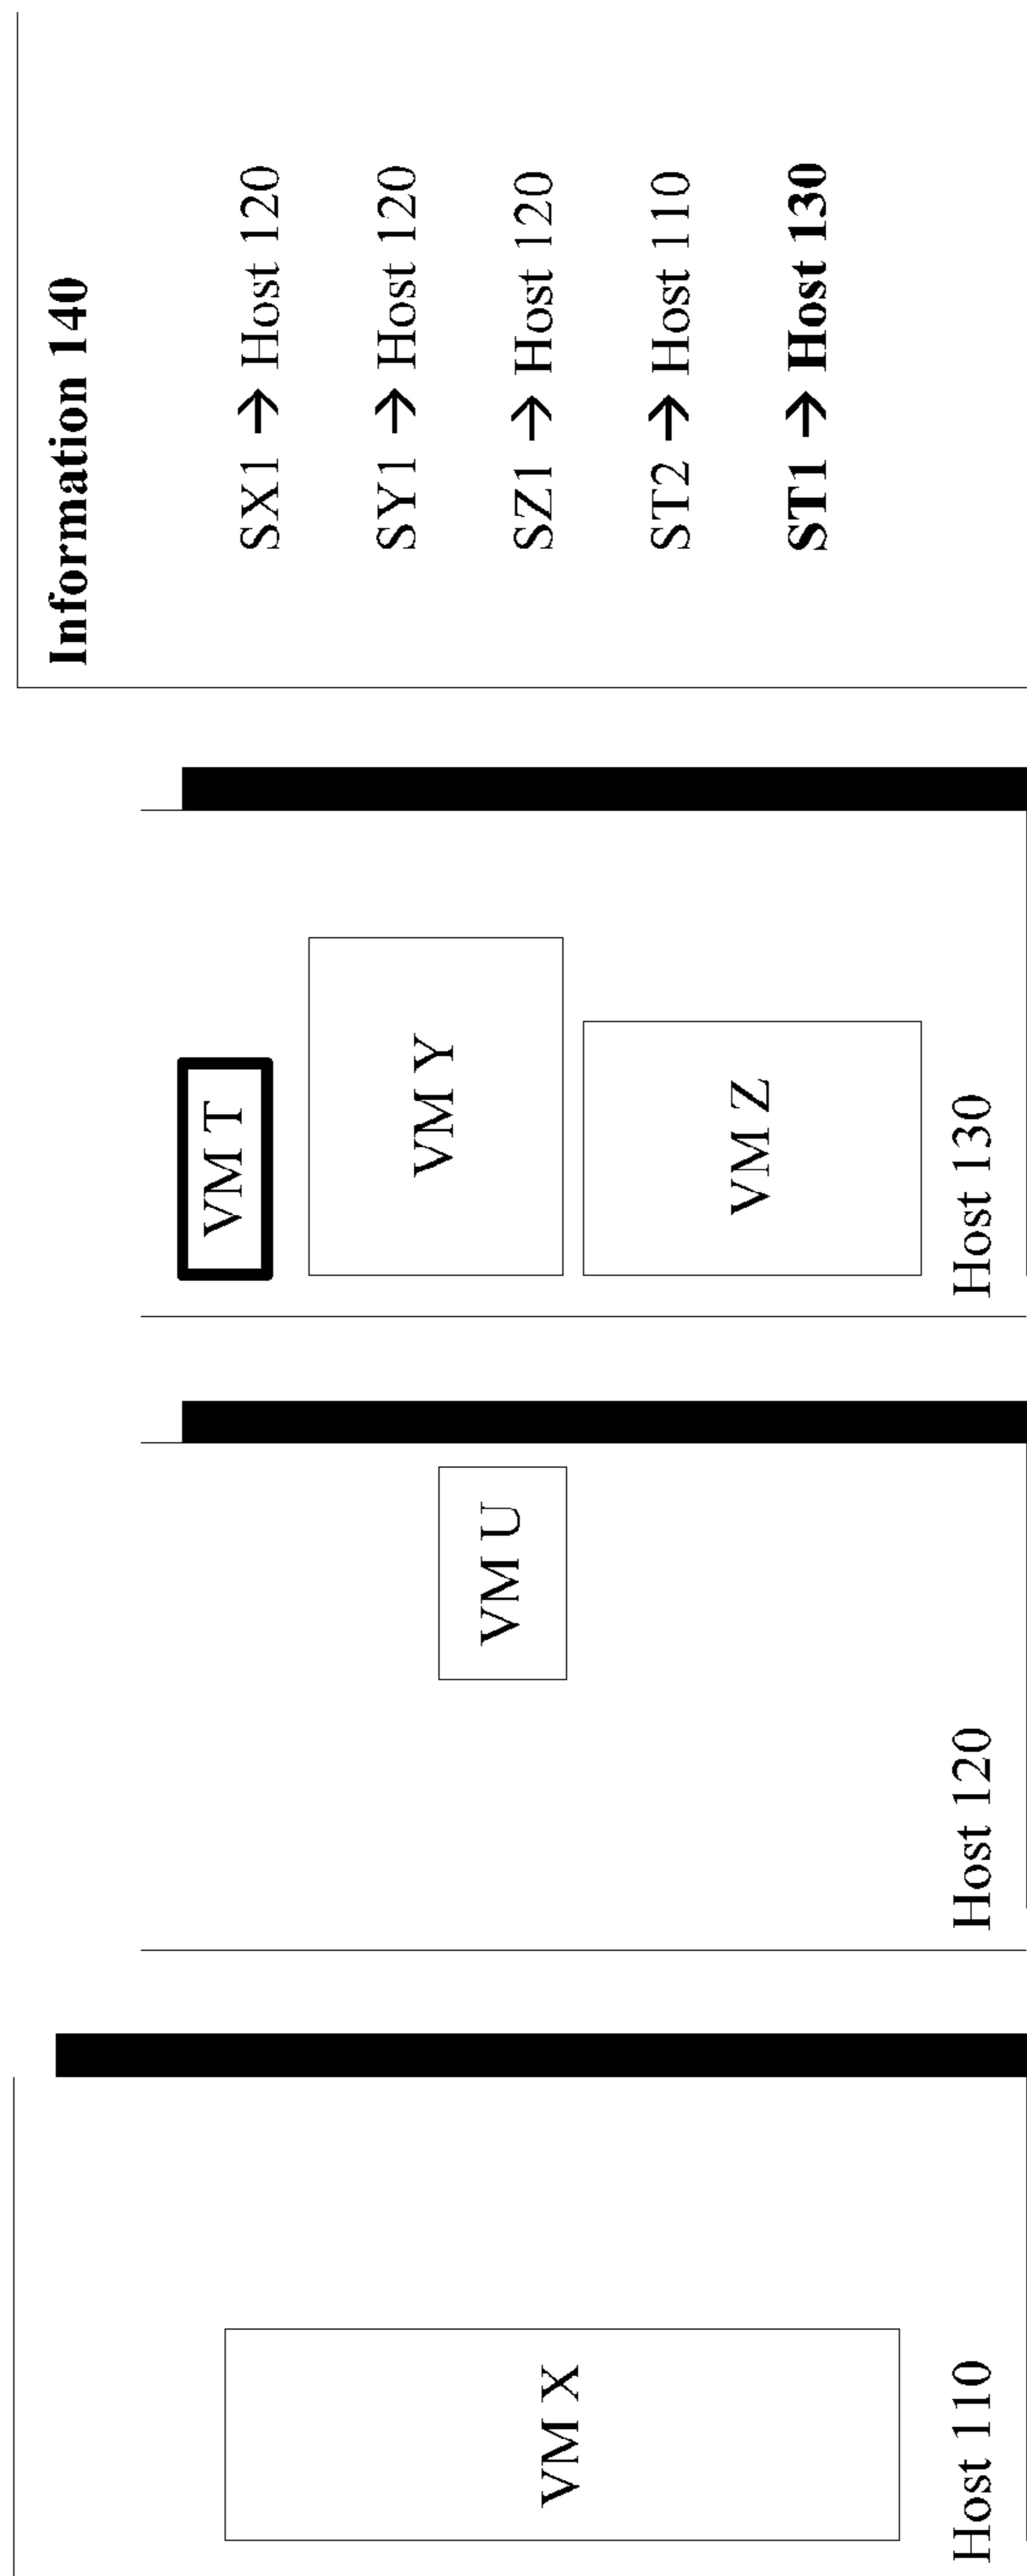 VM X
Host 110
VM U
Host 120
VM T
VM Y
VM Z
Host 130
Information 140
SX1 → Host 120
SY1 → Host 120
SZ1 → Host 120
ST2 → Host 110
ST1 → Host 130